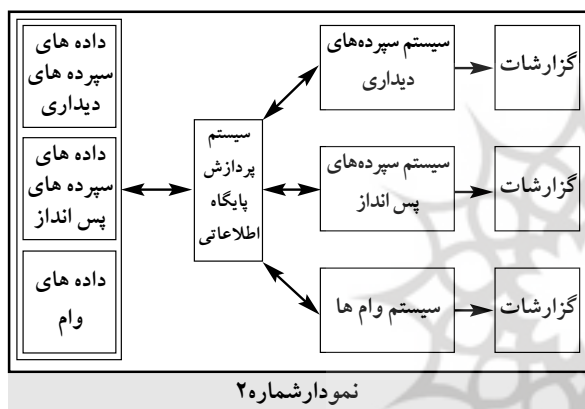 داده های
سپرده های
دیداری
داده های
سپرده های
پس انداز
داده های
وام
سیستم
پردازش
پایگاه
اطلاعاتی
سیستم سپرده‌های
دیداری
گزارشات
سیستم سپرده‌های
پس انداز
گزارشات
سیستم وام ها
گزارشات
نمودارشماره۲